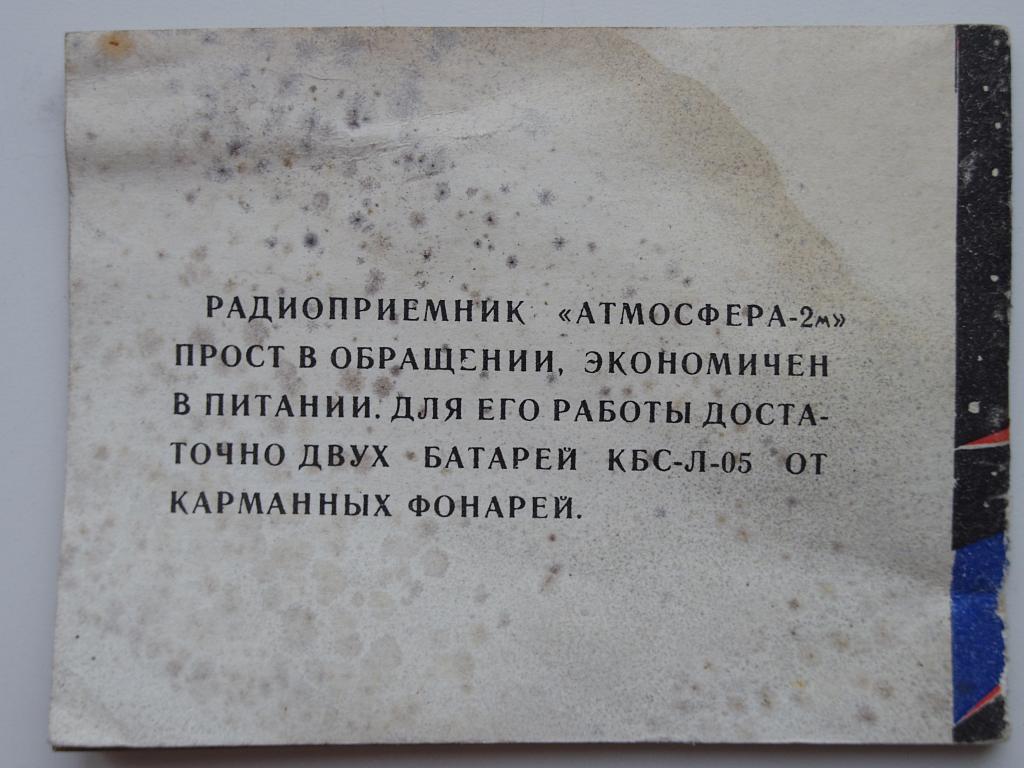 РАДИОПРИЕМНИК «АТМОСФЕРА-2м»
ПРОСТ В ОБРАЩЕНИИ, ЭКОНОМИЧЕН
В ПИТАНИИ. ДЛЯ ЕГО РАБОТЫ ДОСТА-
ТОЧНО ДВУХ БАТАРЕЙ КБС-Л-05 ОТ
КАРМАННЫХ ФОНАРЕЙ.